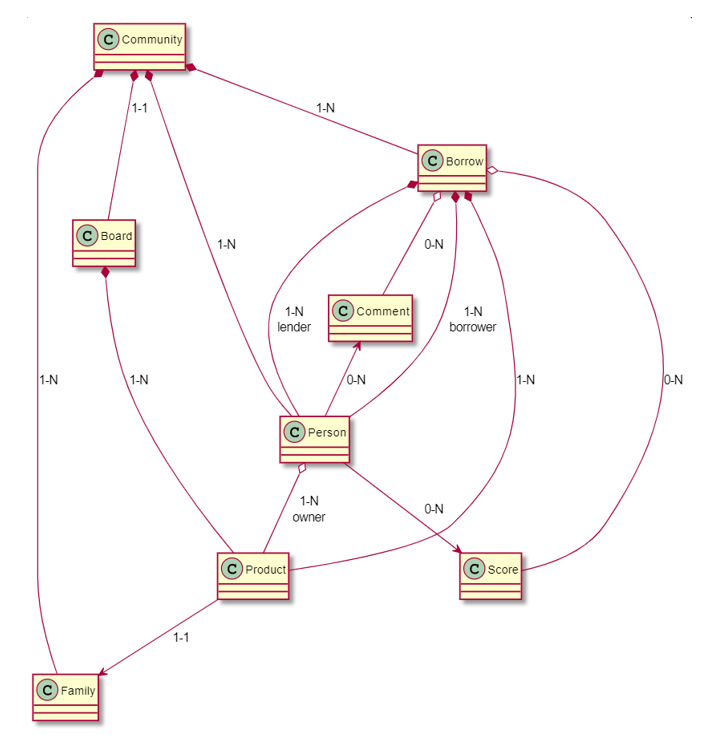 C Community
1-N
1-1
C Borrow
C Board
1-N
0-N
1-N
lender
C Comment
1-N
borrower
1-N
1-N
0-N
1-N
0-N
C Person
1-N
owner
0-N
C Product
C Score
1-1
C Family